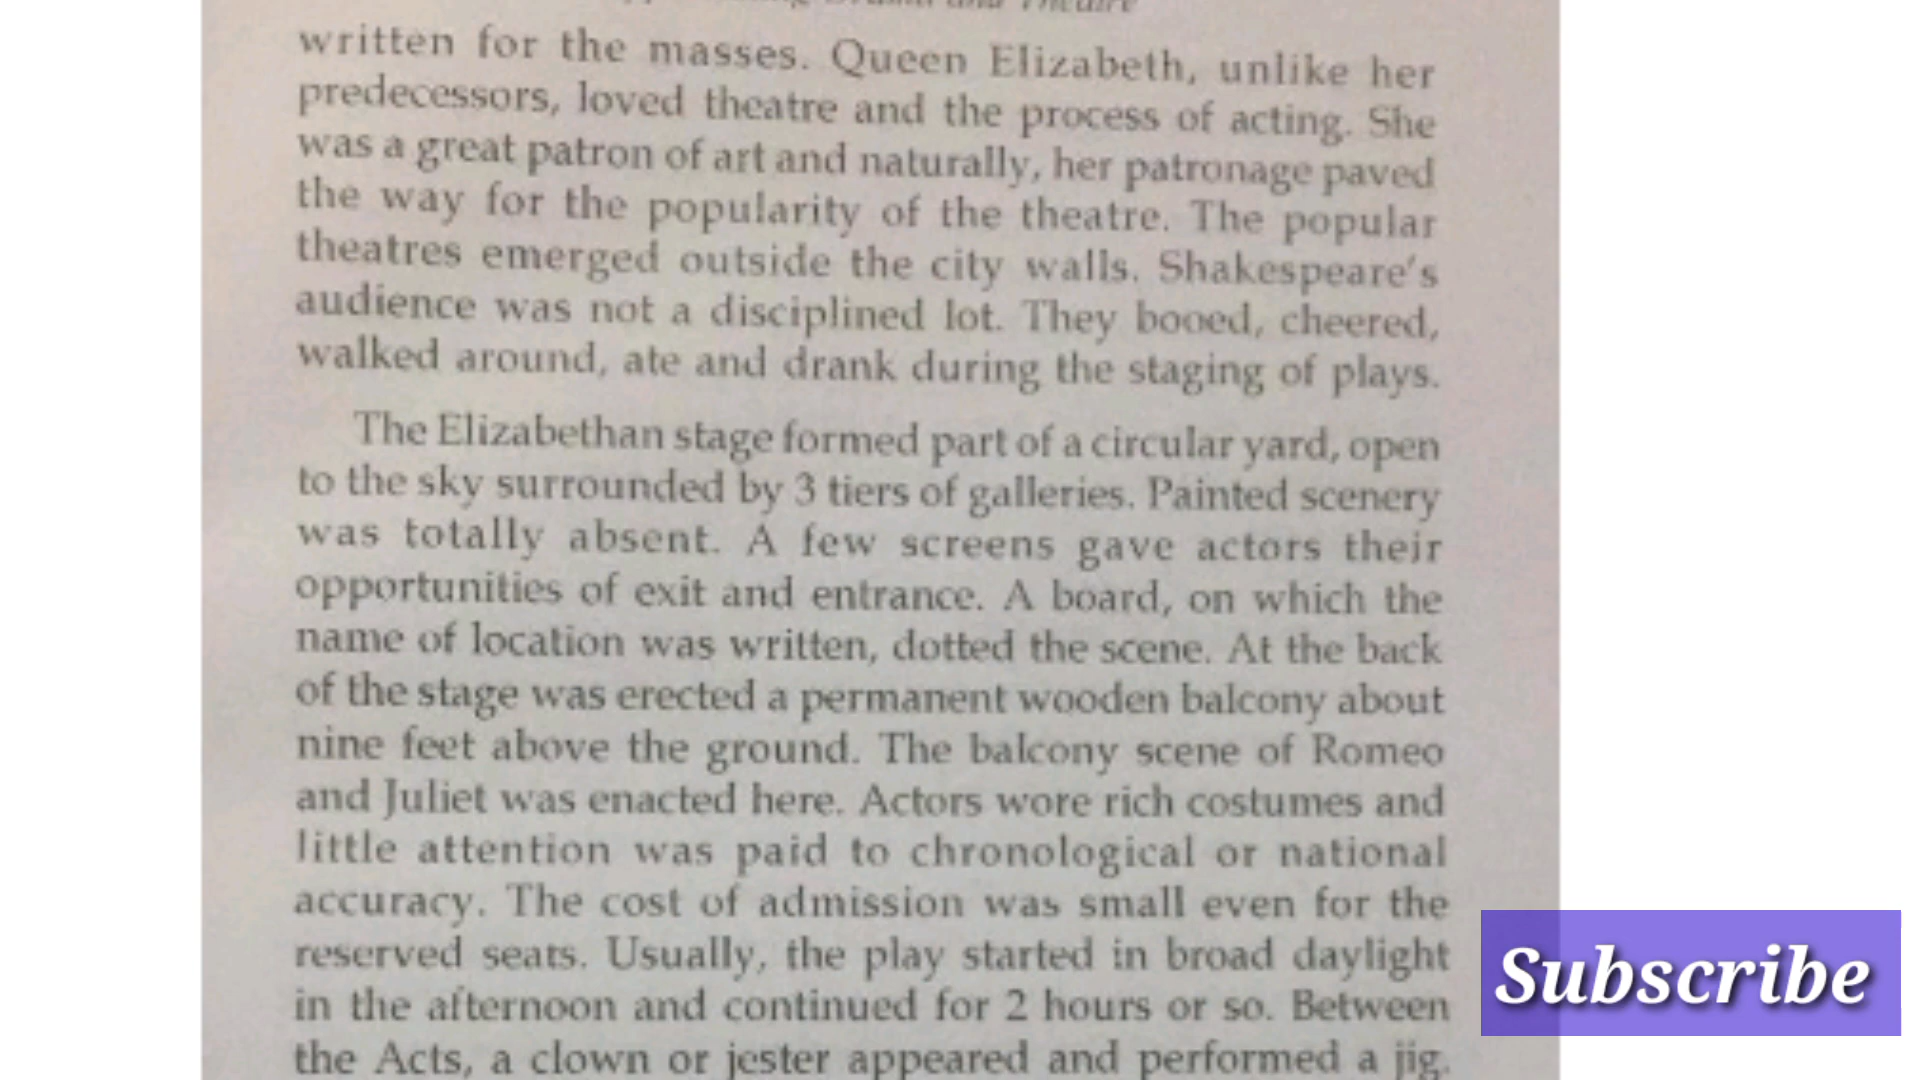 Drama and Theatre
written for the masses. Queen Elizabeth, unlike her
predecessors, loved theatre and the process of acting. She
was a great patron of art and naturally, her patronage paved
the way for the popularity of the theatre. The popular
theatres emerged outside the city walls. Shakespeare's
audience was not a disciplined lot. They booed, cheered,
walked around, ate and drank during the staging of plays.
The Elizabethan stage formed part of a circular yard, open
to the sky surrounded by 3 tiers of galleries. Painted scenery
was totally absent. A few screens gave actors their
opportunities of exit and entrance. A board, on which the
name of location was written, dotted the scene. At the back
of the stage was erected a permanent wooden balcony about
nine feet above the ground. The balcony scene of Romeo
and Juliet was enacted here. Actors wore rich costumes and
little attention was paid to chronological or national
accuracy. The cost of admission was small even for the
reserved seats. Usually, the play started in broad daylight
in the afternoon and continued for 2 hours or so. Between
the Acts, a clown or jester appeared and performed a jig.
Subscribe